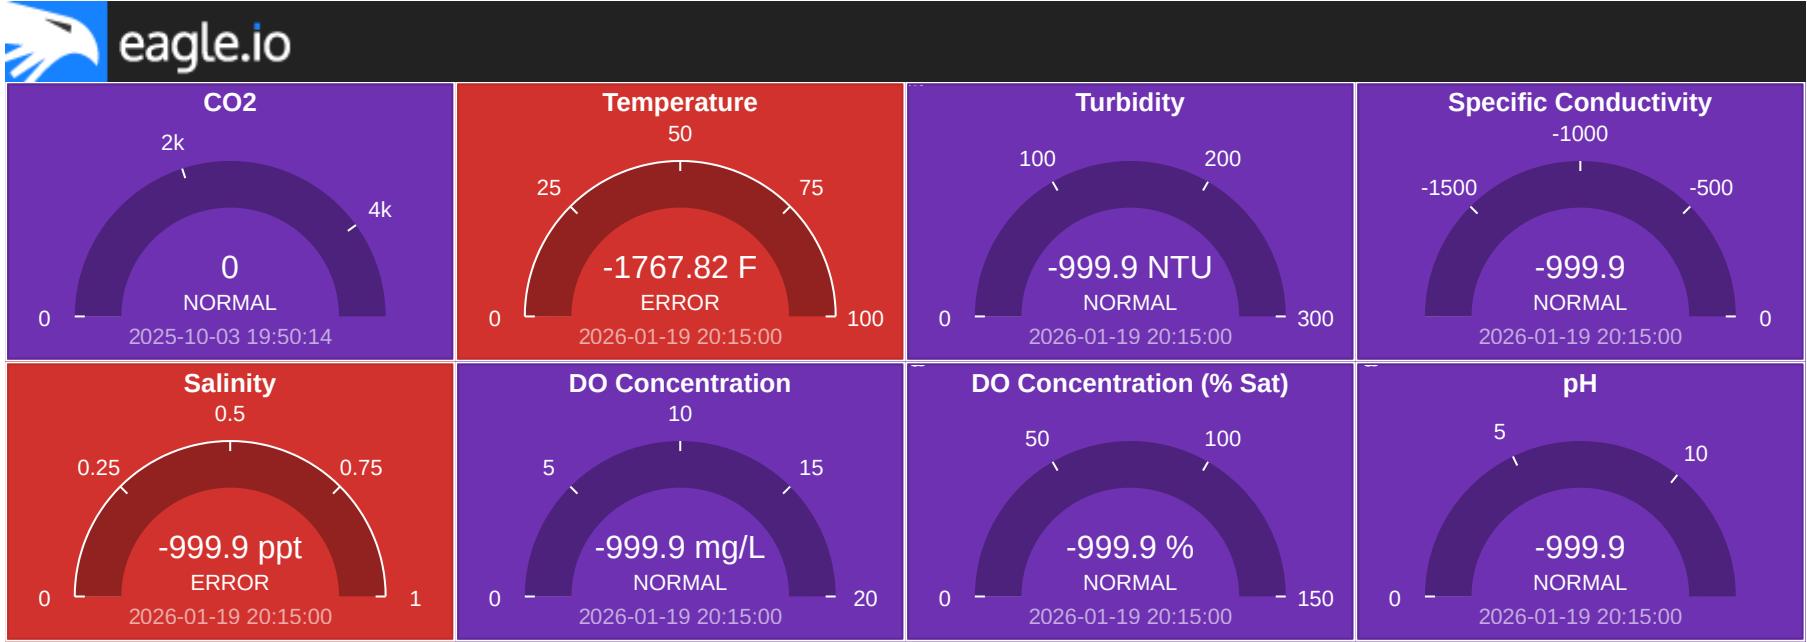 eagle.io
CO2
2k
4k
0
NORMAL
0
2025-10-03 19:50:14
Temperature
50
25
75
-1767.82 F
ERROR
0
100
2026-01-19 20:15:00
Turbidity
100
200
-999.9 NTU
NORMAL
0
300
2026-01-19 20:15:00
Specific Conductivity
-1000
-1500
-500
-999.9
NORMAL
0
2026-01-19 20:15:00
Salinity
0.5
0.25
0.75
-999.9 ppt
ERROR
0
1
2026-01-19 20:15:00
DO Concentration
10
5
15
-999.9 mg/L
NORMAL
0
20
2026-01-19 20:15:00
DO Concentration (% Sat)
50
100
-999.9 %
NORMAL
0
150
2026-01-19 20:15:00
pH
5
10
-999.9
NORMAL
0
2026-01-19 20:15:00